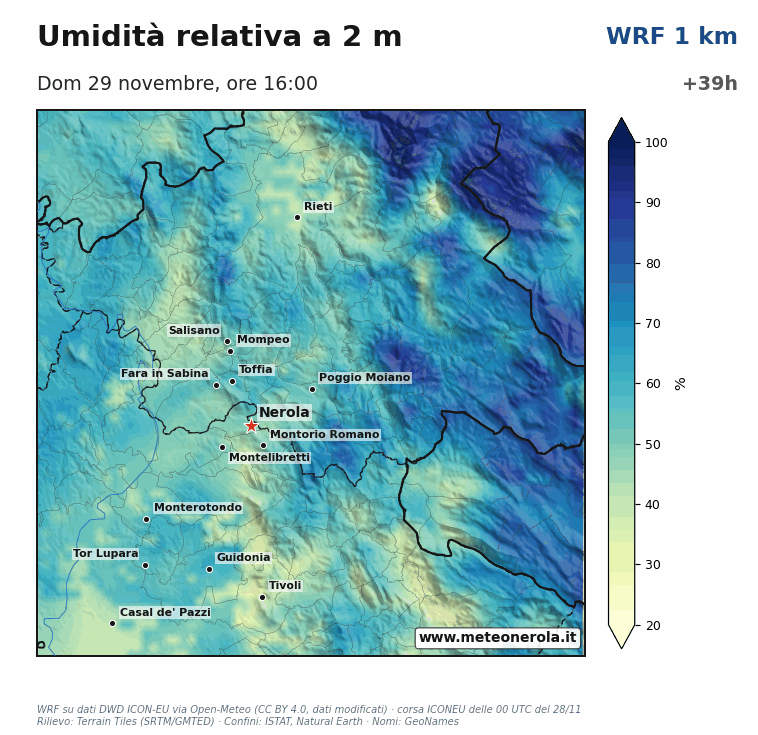 Umidità relativa a 2 m
WRF 1 km
Dom 29 novembre, ore 16:00
+39h
Rieti
Salisano
Mompeo
Fara in Sabina
Toffia
Poggio Moiano
Nerola
Montorio Romano
Montelibretti
Monterotondo
Tor Lupara
Guidonia
Tivoli
Casal de' Pazzi
www.meteonerola.it
100
90
80
70
60
50
40
30
20
%
WRF su dati DWD ICON-EU via Open-Meteo (CC BY 4.0, dati modificati) · corsa ICONEU delle 00 UTC del 28/11
Rilievo: Terrain Tiles (SRTM/GMTED) · Confini: ISTAT, Natural Earth · Nomi: GeoNames